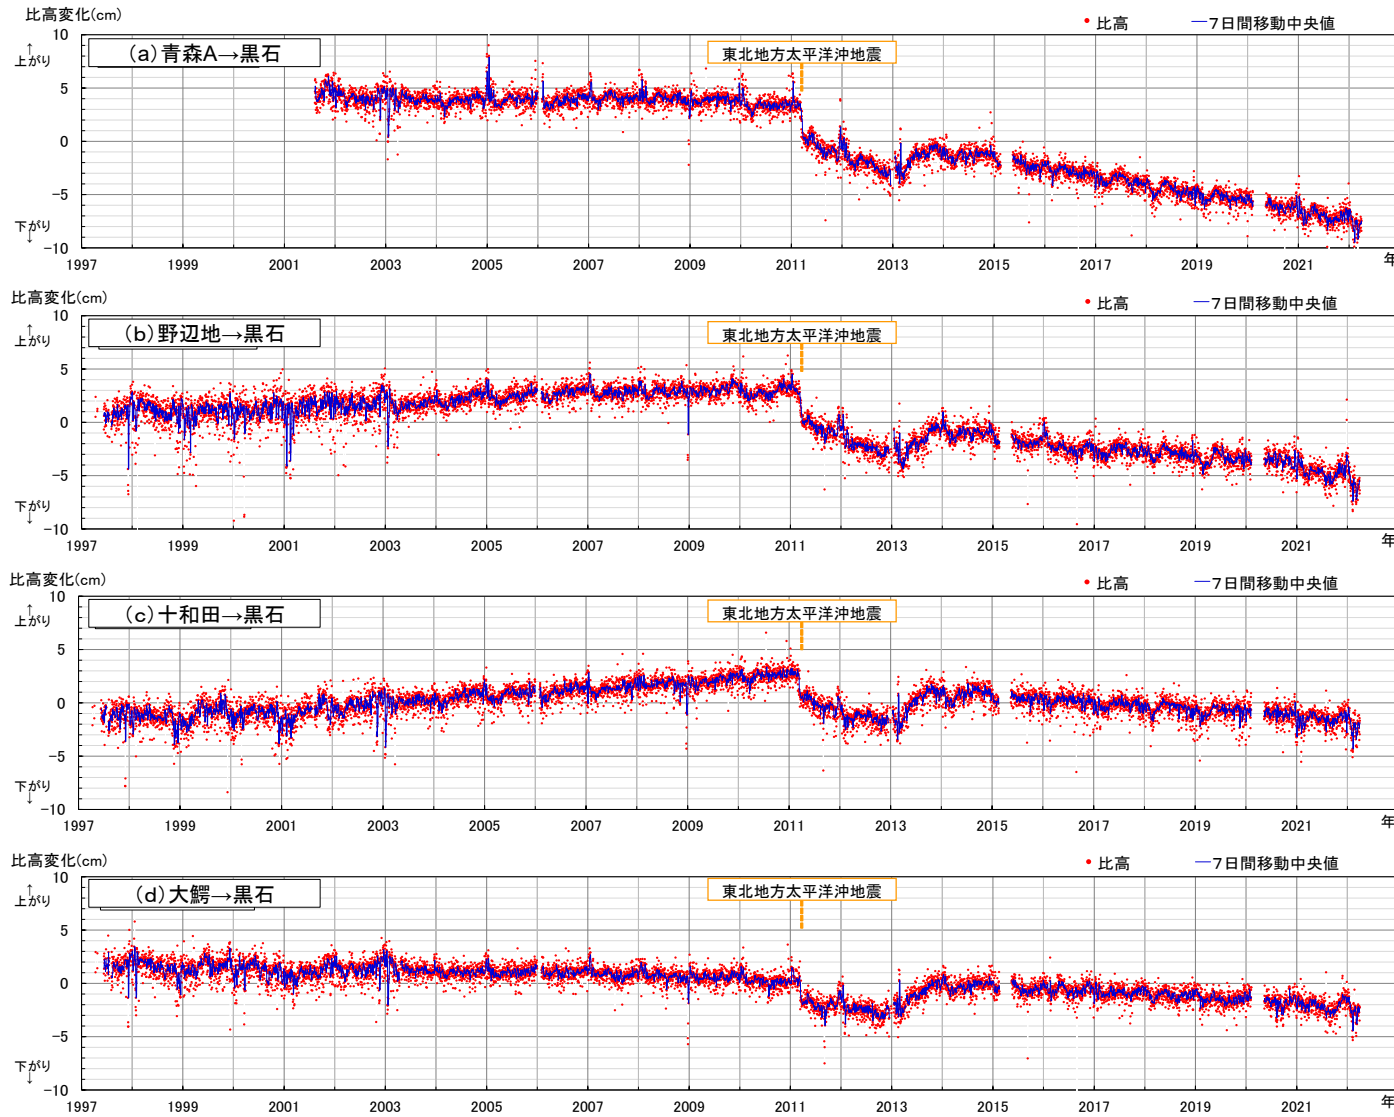 比高変化(cm)
• 比高 —7日間移動中央値
10
↑
上がり
(a)青森A→黒石
東北地方太平洋沖地震
5
0
-5
下がり
↓
-10
1997 1999 2001 2003 2005 2007 2009 2011 2013 2015 2017 2019 2021 年
比高変化(cm)
• 比高 —7日間移動中央値
10
↑
上がり
(b)野辺地→黒石
東北地方太平洋沖地震
5
0
-5
下がり
↓
-10
1997 1999 2001 2003 2005 2007 2009 2011 2013 2015 2017 2019 2021 年
比高変化(cm)
• 比高 —7日間移動中央値
10
↑
上がり
(c)十和田→黒石
東北地方太平洋沖地震
5
0
-5
下がり
↓
-10
1997 1999 2001 2003 2005 2007 2009 2011 2013 2015 2017 2019 2021 年
比高変化(cm)
• 比高 —7日間移動中央値
10
↑
上がり
(d)大鰐→黒石
東北地方太平洋沖地震
5
0
-5
下がり
↓
-10
1997 1999 2001 2003 2005 2007 2009 2011 2013 2015 2017 2019 2021 年